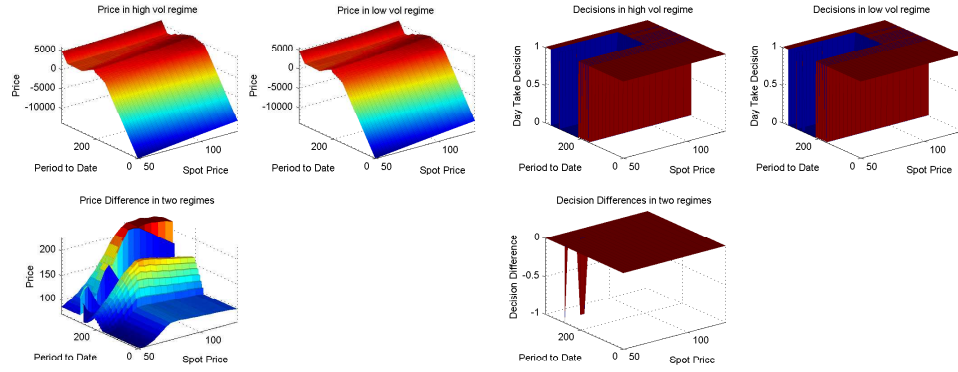 Price in high vol regime
Price in low vol regime
Decisions in high vol regime
Decisions in low vol regime
5000
0
-5000
-10000
Price
200
0
50
100
Period to Date
Spot Price
5000
0
-5000
-10000
Price
200
0
50
100
Period to Date
Spot Price
1
0.5
0
Day Take Decision
200
0
50
100
Period to Date
Spot Price
1
0.5
0
Day Take Decision
200
0
50
100
Period to Date
Spot Price
Price Difference in two regimes
Decision Differences in two regimes
200
150
100
Price
200
0
50
100
Period to Date
Spot Price
0
-0.5
-1
Decision Difference
200
0
50
100
Period to Date
Spot Price